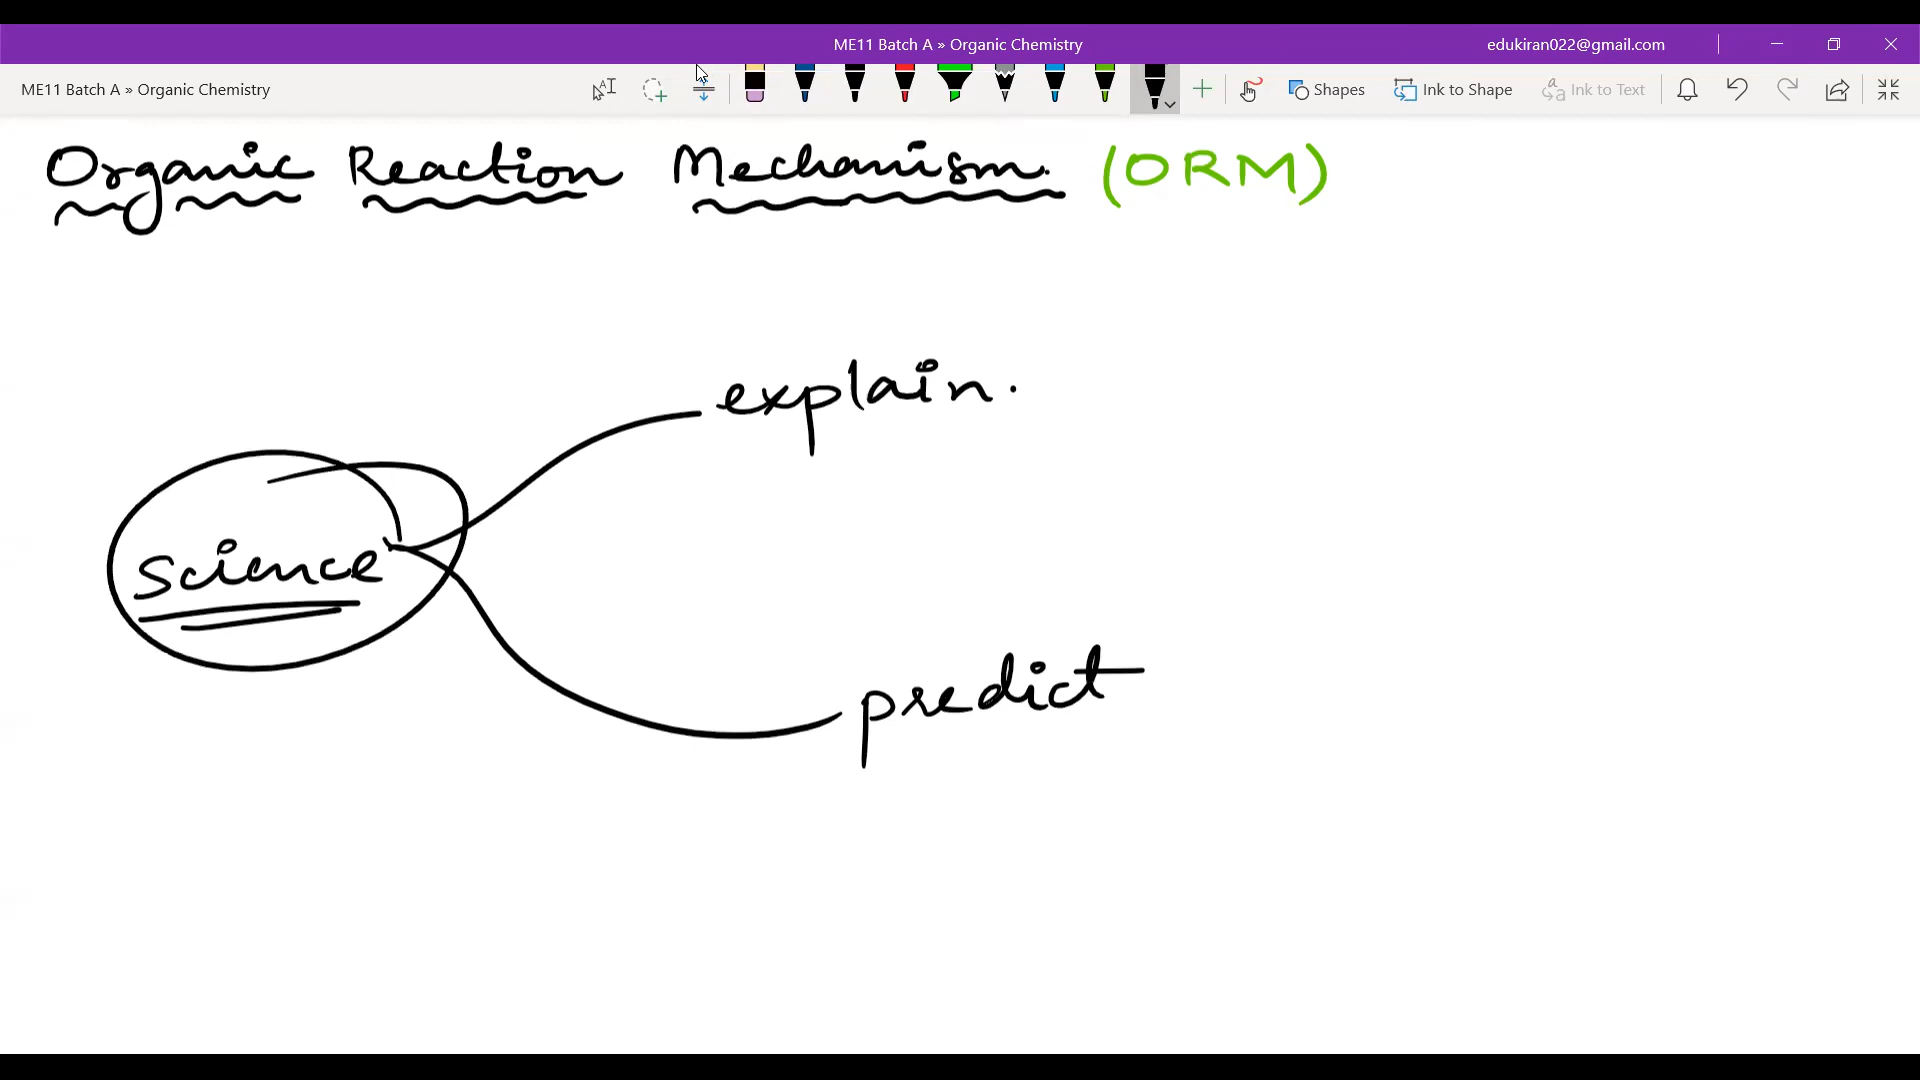 ME11 Batch A » Organic Chemistry
edukiran022@gmail.com
ME11 Batch A » Organic Chemistry
Shapes
Ink to Shape
Ink to Text
Organic Reaction Mechanism. (ORM)
explain.
science
predict